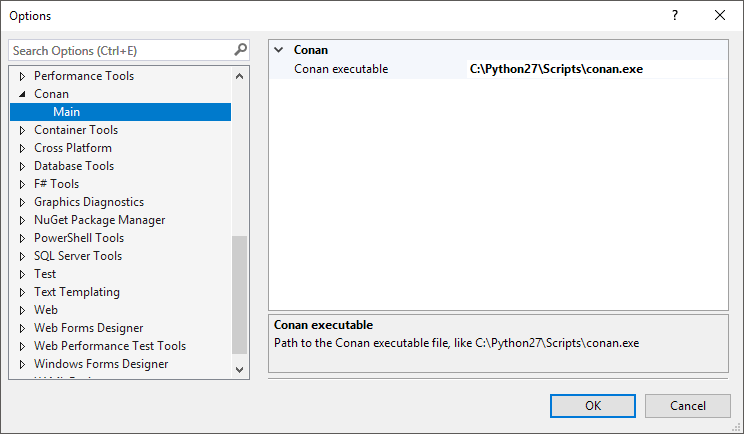 Options
?
Search Options (Ctrl+E)
Performance Tools
Conan
Main
Container Tools
Cross Platform
Database Tools
F# Tools
Graphics Diagnostics
NuGet Package Manager
PowerShell Tools
SQL Server Tools
Test
Text Templating
Web
Web Forms Designer
Web Performance Test Tools
Windows Forms Designer
Conan
Conan executable C:\Python27\Scripts\conan.exe
Conan executable
Path to the Conan executable file, like C:\Python27\Scripts\conan.exe
OK Cancel